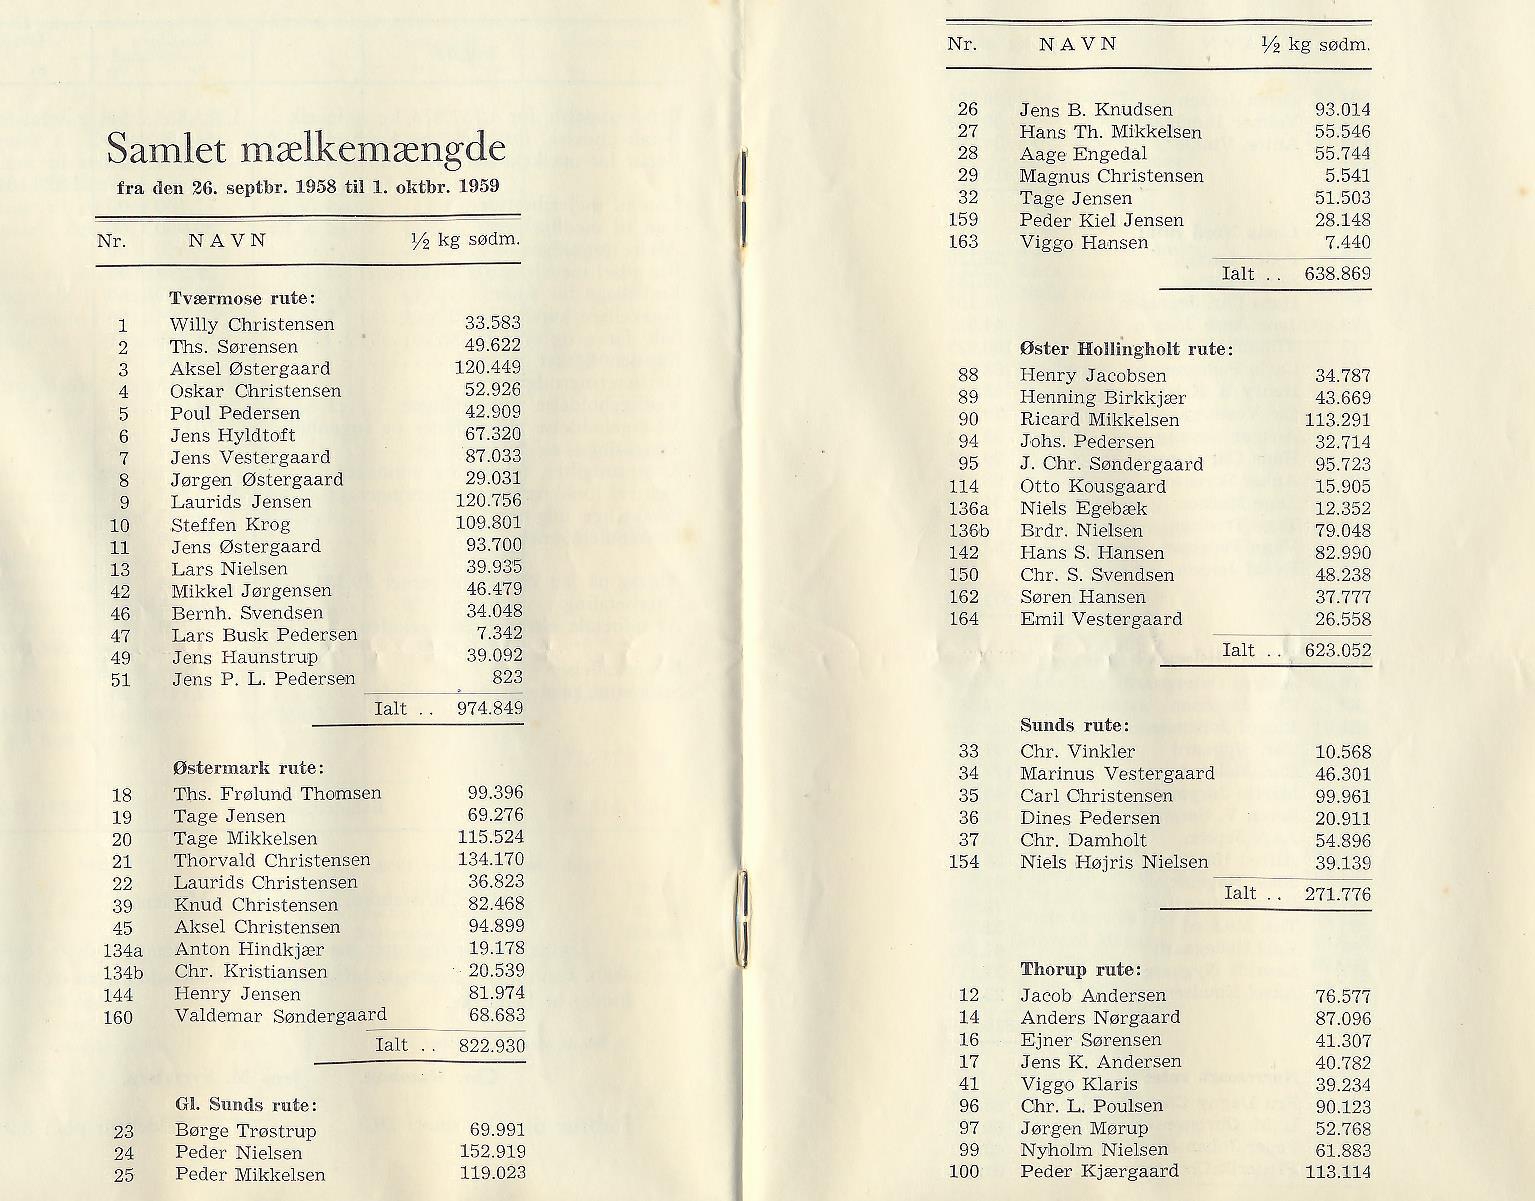 Samlet mælkemængde
fra den 26. septbr. 1958 til 1. oktbr. 1959
Nr. NAVN ½ kg sødm.
Tværmose rute:
1 Willy Christensen 33.583
2 Ths. Sørensen 49.622
3 Aksel Østergaard 120.449
4 Oskar Christensen 52.926
5 Poul Pedersen 42.909
6 Jens Hyldtoft 67.320
7 Jens Vestergaard 87.033
8 Jørgen Østergaard 29.031
9 Laurids Jensen 120.756
10 Steffen Krog 109.801
11 Jens Østergaard 93.700
13 Lars Nielsen 39.935
42 Mikkel Jørgensen 46.479
46 Bernh. Svendsen 34.048
47 Lars Busk Pedersen 7.342
49 Jens Haunstrup 39.092
51 Jens P. L. Pedersen 823
Ialt .. 974.849
Østermark rute:
18 Ths. Frølund Thomsen 99.396
19 Tage Jensen 69.276
20 Tage Mikkelsen 115.524
21 Thorvald Christensen 134.170
22 Laurids Christensen 36.823
39 Knud Christensen 82.468
45 Aksel Christensen 94.899
134a Anton Hindkjær 19.178
134b Chr. Kristiansen 20.539
144 Henry Jensen 81.974
160 Valdemar Søndergaard 68.683
Ialt .. 822.930
Gl. Sunds rute:
23 Børge Trøstrup 69.991
24 Peder Nielsen 152.919
25 Peder Mikkelsen 119.023
Nr. NAVN ½ kg sødm.
26 Jens B. Knudsen 93.014
27 Hans Th. Mikkelsen 55.546
28 Aage Engedal 55.744
29 Magnus Christensen 5.541
32 Tage Jensen 51.503
159 Peder Kiel Jensen 28.148
163 Viggo Hansen 7.440
Ialt .. 638.869
Øster Hollingholt rute:
88 Henry Jacobsen 34.787
89 Henning Birkkjær 43.669
90 Ricard Mikkelsen 113.291
94 Johs. Pedersen 32.714
95 J. Chr. Søndergaard 95.723
114 Otto Kousgaard 15.905
136a Niels Egebæk 12.352
136b Brdr. Nielsen 79.048
142 Hans S. Hansen 82.990
150 Chr. S. Svendsen 48.238
162 Søren Hansen 37.777
164 Emil Vestergaard 26.558
Ialt .. 623.052
Sunds rute:
33 Chr. Vinkler 10.568
34 Marinus Vestergaard 46.301
35 Carl Christensen 99.961
36 Dines Pedersen 20.911
37 Chr. Damholt 54.896
154 Niels Højris Nielsen 39.139
Ialt .. 271.776
Thorup rute:
12 Jacob Andersen 76.577
14 Anders Nørgaard 87.096
16 Ejner Sørensen 41.307
17 Jens K. Andersen 40.782
41 Viggo Klaris 39.234
96 Chr. L. Poulsen 90.123
97 Jørgen Mørup 52.768
99 Nyholm Nielsen 61.883
100 Peder Kjærgaard 113.114